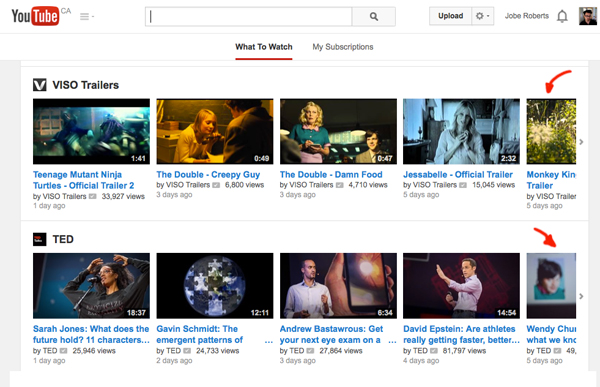 YouTube CA
Upload
Jobe Roberts
What To Watch
My Subscriptions
VISO Trailers
1:41
0:49
0:47
2:32
Teenage Mutant Ninja
Turtles - Official Trailer 2
by VISO Trailers 33,927 views
1 day ago
The Double - Creepy Guy
by VISO Trailers 6,800 views
3 days ago
The Double - Damn Food
by VISO Trailers 4,710 views
3 days ago
Jessabelle - Official Trailer
by VISO Trailers 15,045 views
5 days ago
Monkey Kin
Trailer
by VISO Tra
5 days ago
TED
18:37
12:11
6:34
14:54
Sarah Jones: What does the
future hold? 11 characters...
by TED 25,946 views
1 day ago
Gavin Schmidt: The
emergent patterns of ...
by TED 24,733 views
2 days ago
Andrew Bastawrous: Get
your next eye exam on a ...
by TED 27,864 views
3 days ago
David Epstein: Are athletes
really getting faster, better...
by TED 81,797 views
4 days ago
Wendy Chun
what we kno
by TED 49,
5 days ago